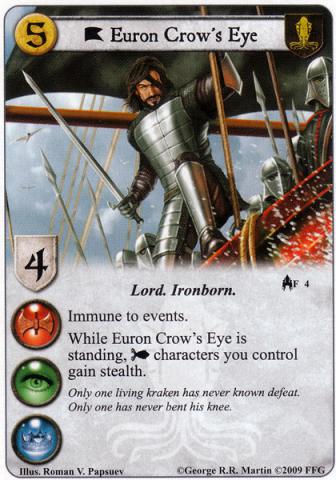 5
Euron Crow's Eye
4
Lord. Ironborn.
F 4
Immune to events.
While Euron Crow's Eye is
standing, characters you control
gain stealth.
Only one living kraken has never known defeat.
Only one has never bent his knee.
Illus. Roman V. Papsuev ©George R.R. Martin ©2009 FFG